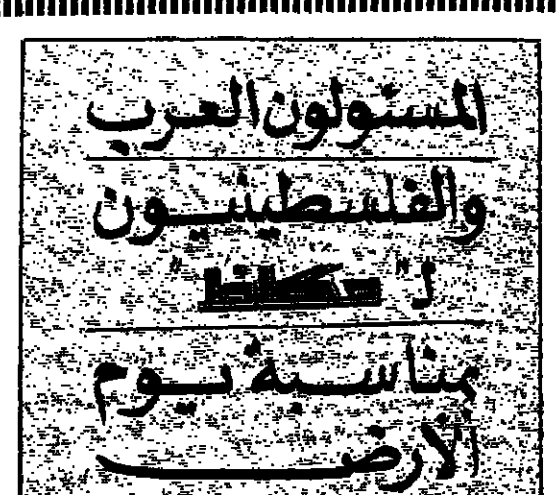 المسئولون العرب
والفلسطينيون
لـ "عكاظ"
بمناسبة يوم
الأرض